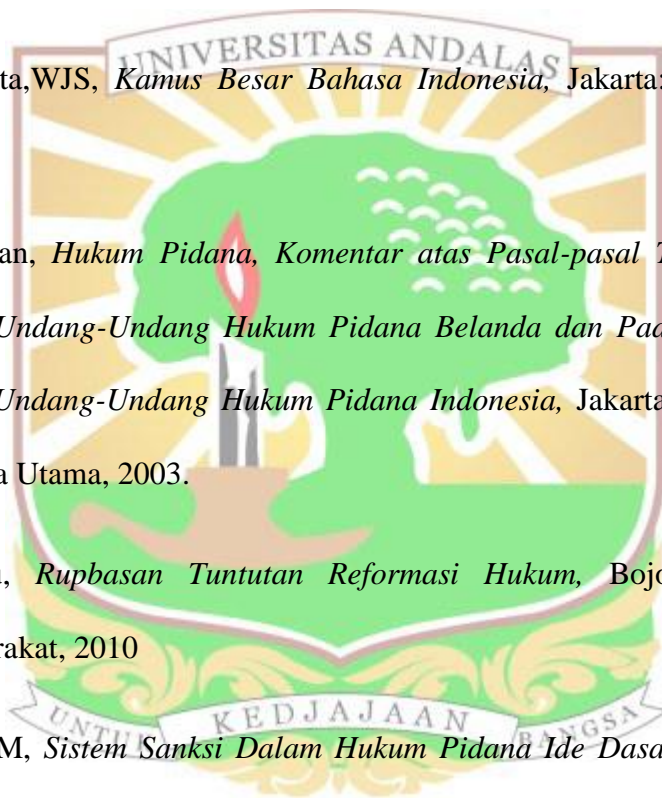 UNIVERSITAS ANDALAS
ta,WJS, Kamus Besar Bahasa Indonesia, Jakarta:
an, Hukum Pidana, Komentar atas Pasal-pasal T
Undang-Undang Hukum Pidana Belanda dan Pad
Undang-Undang Hukum Pidana Indonesia, Jakarta
a Utama, 2003.
u, Rupbasan Tuntutan Reformasi Hukum, Bojo
rakat, 2010
UNTUK KEDJAJAAN BANGSA
M, Sistem Sanksi Dalam Hukum Pidana Ide Dasa